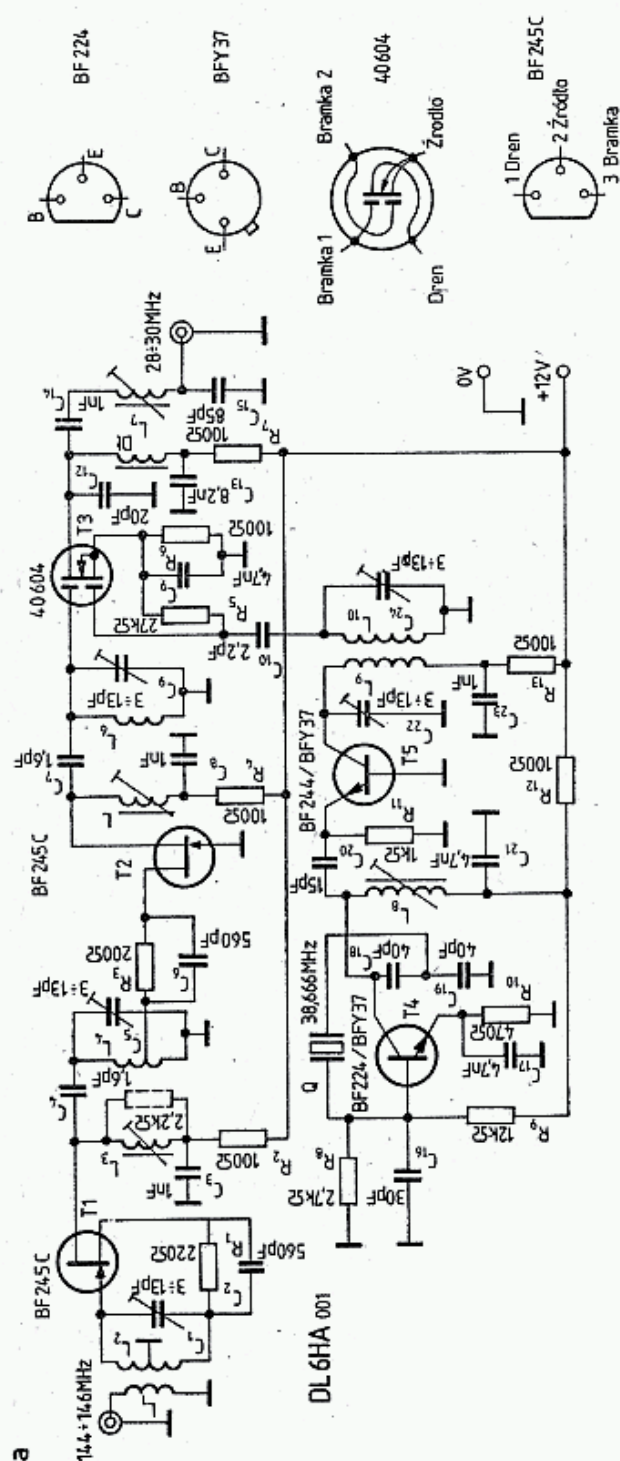 a
144÷146MHz
L₁
L₂
C₁
3÷13pF
C₂
220Ω
R₁
560pF
BF245C
T1
DL6HA 001
C₄
1,6pF
L₃
2,2kΩ
C₃
1nF
100Ω
R₂
L₄
C₅
3÷13pF
200Ω
R₃
C₆
560pF
BF245C
T2
C₇
1,6pF
L
1nF
C₈
R₄
100Ω
L₆
3÷13pF
C₉
40604
T3
27kΩ
R₅
C₉
4,7nF
R₆
100Ω
2,2pF
C₁₀
C₁₂
20pF
Dł
C₁₃
8,2nF
100Ω
R₇
C₁₄
1nF
L₇
85pF
C₁₅
28÷30MHz
30pF
C₁₆
2,7kΩ
R₈
12kΩ
R₉
Q
38,666MHz
BF224/BFY37
T4
4,7nF
C₁₇
470Ω
R₁₀
C₁₈
40pF
C₁₉
40pF
L₈
15pF
C₂₀
1kΩ
R₁₁
4,7nF
C₂₁
BF244/BFY37
T5
3÷13pF
C₂₂
L₉
1nF
C₂₃
L₁₀
C₂₄
3÷13pF
100Ω
R₁₂
100Ω
R₁₃
0V
+12V
BF224
B
E
C
BFY37
B
C
E
40604
Bramka 1
Bramka 2
Dren
Źrodło
BF245C
1 Dren
2 Źródło
3 Bramka